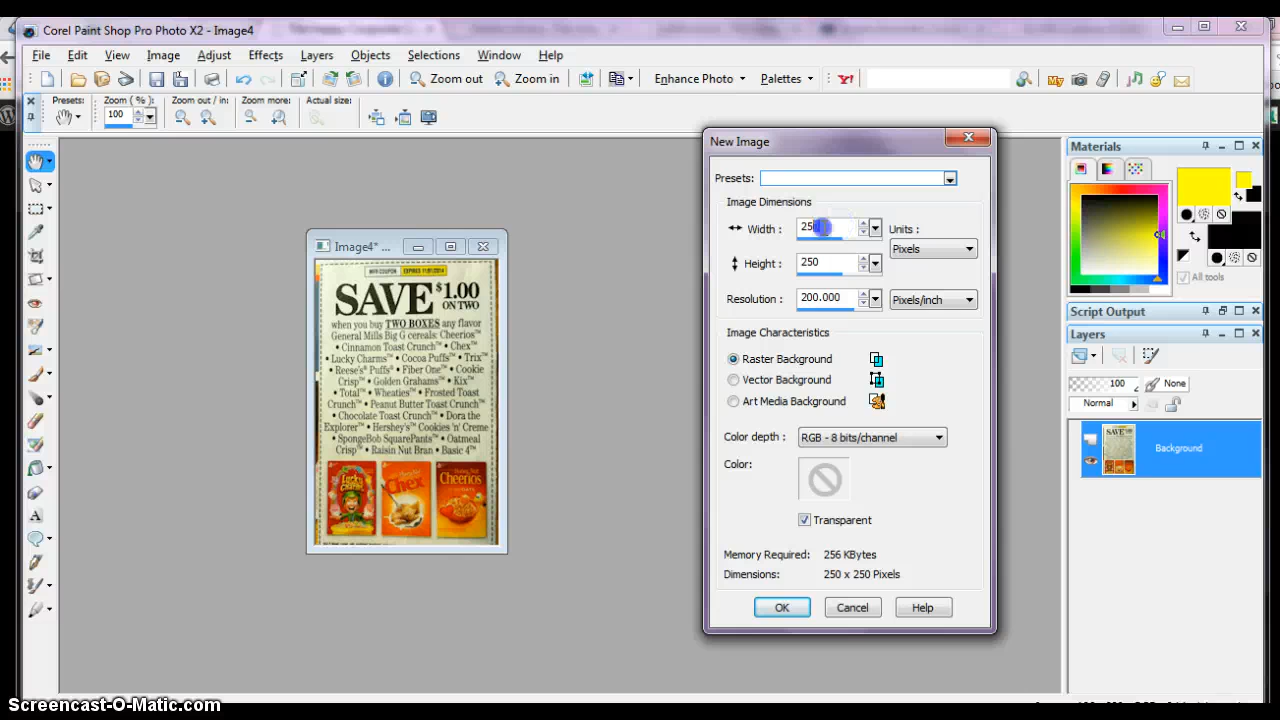 Corel Paint Shop Pro Photo X2 - Image4
File Edit View Image Adjust Effects Layers Objects Selections Window Help
Zoom out Zoom in Enhance Photo Palettes Y! My
Presets: Zoom ( % ): Zoom out / in: Zoom more: Actual size:
100
New Image
Presets:
Image Dimensions
Width : 250 Units :
Pixels
Height : 250
Resolution : 200.000 Pixels/inch
Image Characteristics
Raster Background
Vector Background
Art Media Background
Color depth : RGB - 8 bits/channel
Color:
Transparent
Memory Required: 256 KBytes
Dimensions: 250 x 250 Pixels
OK Cancel Help
Image4* ...
MFR COUPON EXPIRES 11/01/2014
SAVE $1.00 ON TWO
when you buy TWO BOXES any flavor
General Mills Big G cereals: Cheerios™
• Cinnamon Toast Crunch™ • Chex™
• Lucky Charms™ • Cocoa Puffs™ • Trix™
• Reese's® Puffs® • Fiber One™ • Cookie
Crisp™ • Golden Grahams™ • Kix™
• Total™ • Wheaties™ • Frosted Toast
Crunch™ • Peanut Butter Toast Crunch™
• Chocolate Toast Crunch™ • Dora the
Explorer™ • Hershey's™ Cookies 'n' Creme
• SpongeBob SquarePants™ • Oatmeal
Crisp™ • Raisin Nut Bran • Basic 4™
Lucky Charms Chex Cheerios
Materials
All tools
Script Output
Layers
100 None
Normal
Background
A
Screencast-O-Matic.com